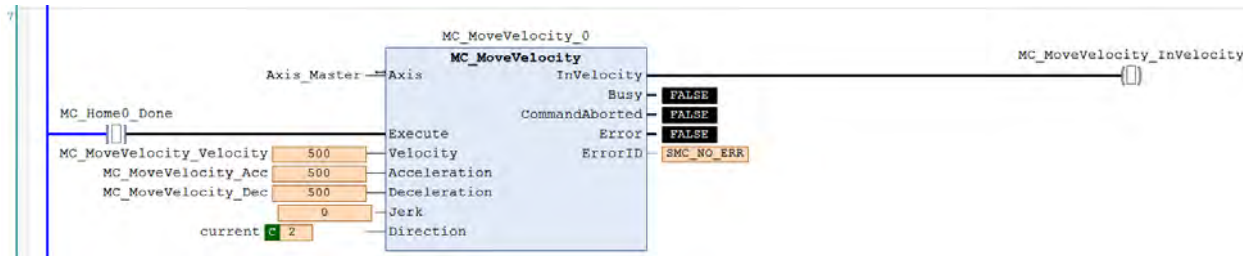 7
MC_MoveVelocity_0
MC_MoveVelocity
MC_MoveVelocity_InVelocity
Axis_Master Axis InVelocity
Busy FALSE
MC_Home0_Done CommandAborted FALSE
Execute Error FALSE
MC_MoveVelocity_Velocity 500 Velocity ErrorID SMC_NO_ERR
MC_MoveVelocity_Acc 500 Acceleration
MC_MoveVelocity_Dec 500 Deceleration
0 Jerk
current C 2 Direction